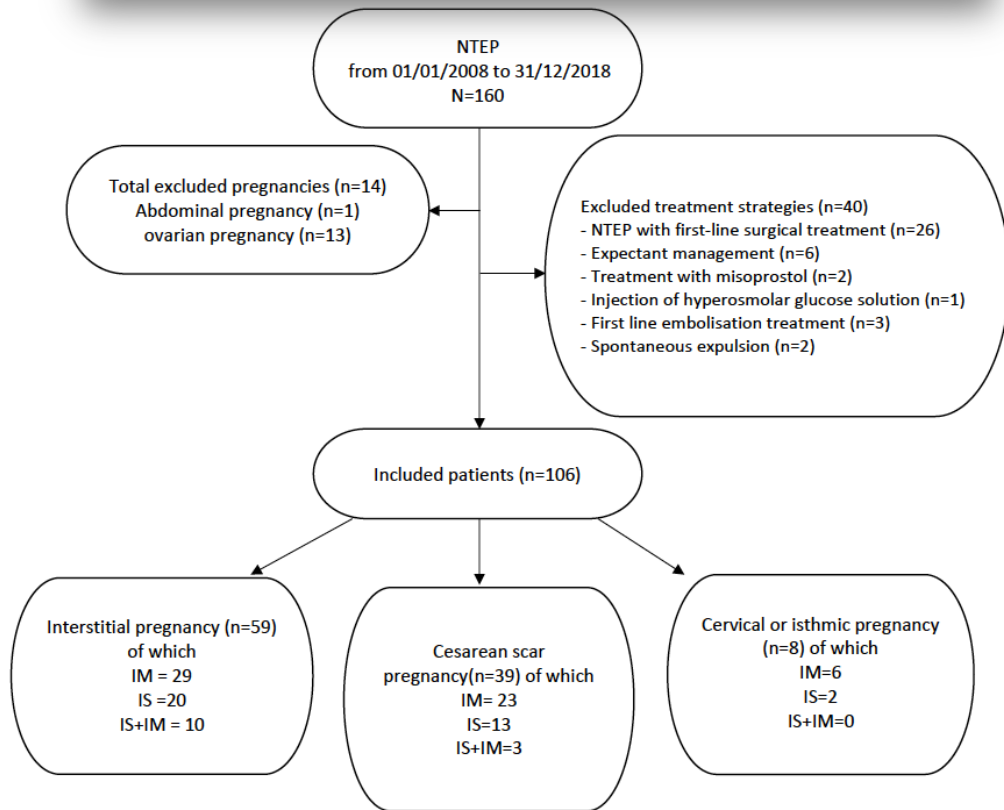 NTEP
from 01/01/2008 to 31/12/2018
N=160
Total excluded pregnancies (n=14)
Abdominal pregnancy (n=1)
ovarian pregnancy (n=13)
Excluded treatment strategies (n=40)
- NTEP with first-line surgical treatment (n=26)
- Expectant management (n=6)
- Treatment with misoprostol (n=2)
- Injection of hyperosmolar glucose solution (n=1)
- First line embolisation treatment (n=3)
- Spontaneous expulsion (n=2)
Included patients (n=106)
Interstitial pregnancy (n=59)
of which
IM = 29
IS =20
IS+IM = 10
Cesarean scar
pregnancy(n=39) of which
IM= 23
IS=13
IS+IM=3
Cervical or isthmic pregnancy
(n=8) of which
IM=6
IS=2
IS+IM=0